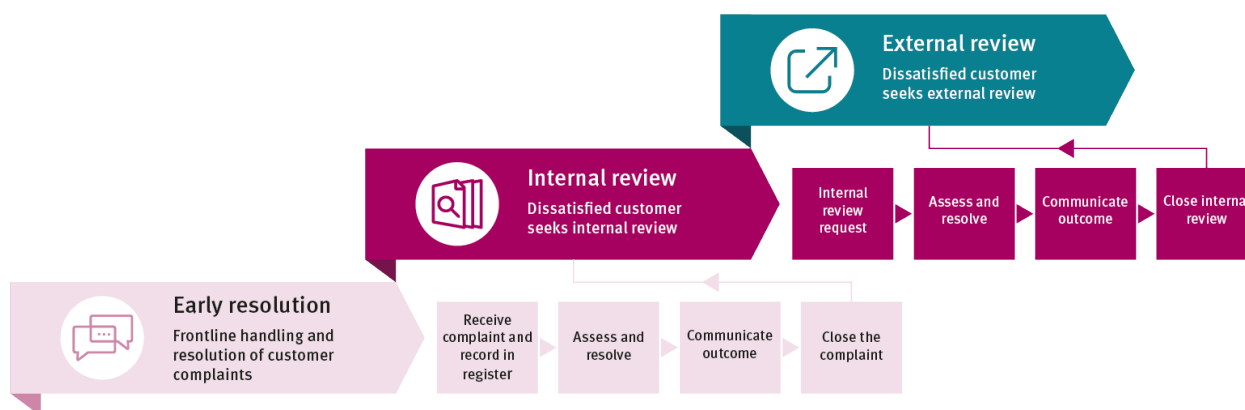 External review
Dissatisfied customer
seeks external review
Internal review
Dissatisfied customer
seeks internal review
Internal
review
request
Assess and
resolve
Communicate
outcome
Close internal
review
Early resolution
Frontline handling and
resolution of customer
complaints
Receive
complaint and
record in
register
Assess and
resolve
Communicate
outcome
Close the
complaint